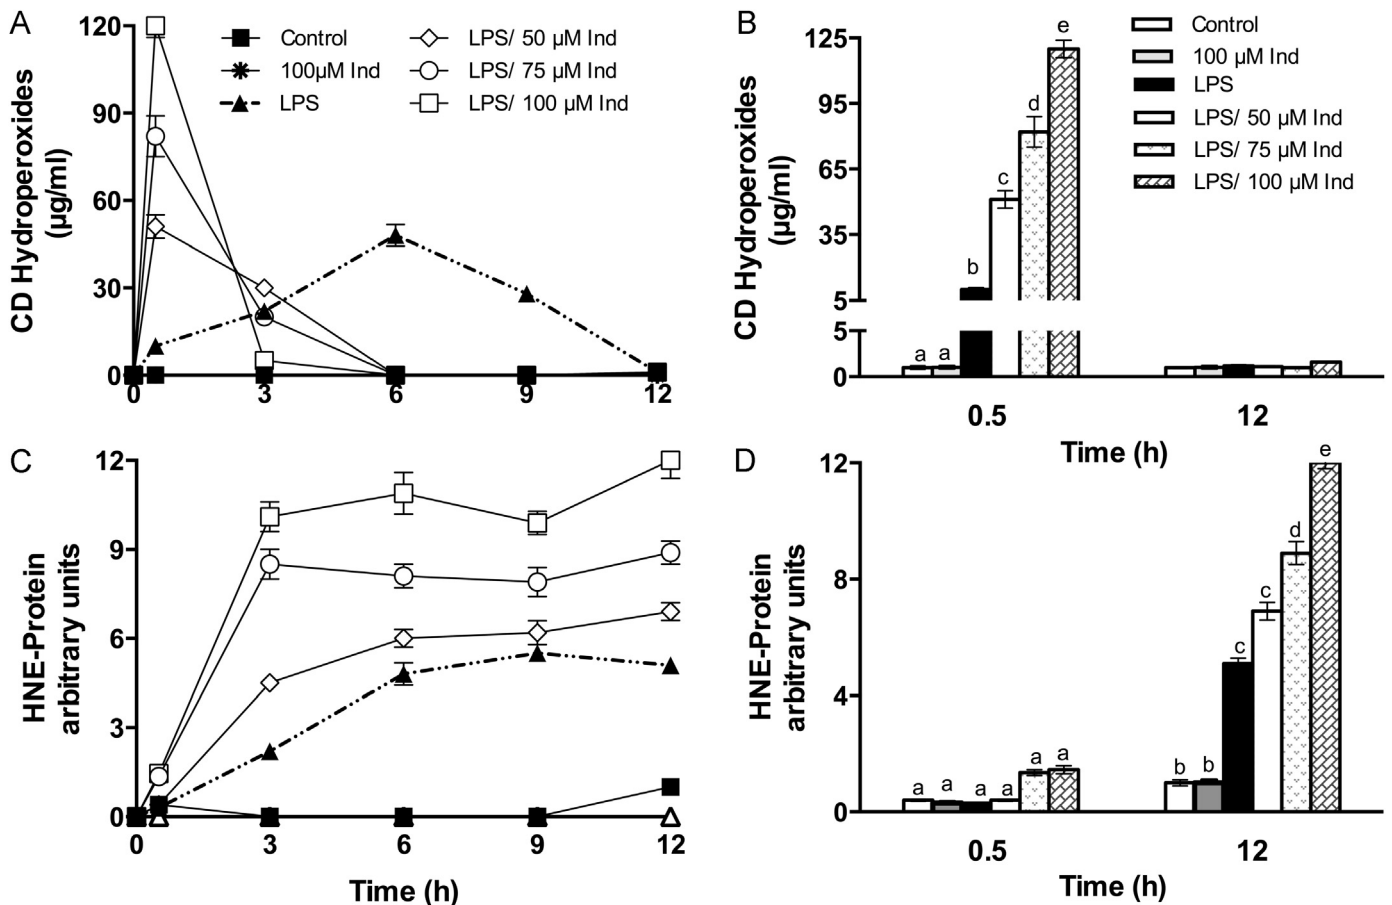 A
CD Hydroperoxides
(µg/ml)
120
90
60
30
0
0
3
6
9
12
Control
100µM Ind
LPS
LPS/ 50 µM Ind
LPS/ 75 µM Ind
LPS/ 100 µM Ind
B
CD Hydroperoxides
(µg/ml)
125
95
65
35
5
5
0
a
a
b
c
d
e
0.5
12
Time (h)
Control
100 µM Ind
LPS
LPS/ 50 µM Ind
LPS/ 75 µM Ind
LPS/ 100 µM Ind
C
HNE-Protein
arbitrary units
12
9
6
3
0
0
3
6
9
12
Time (h)
D
HNE-Protein
arbitrary units
12
8
4
0
a
a
a
a
a
a
b
b
c
c
d
e
0.5
12
Time (h)